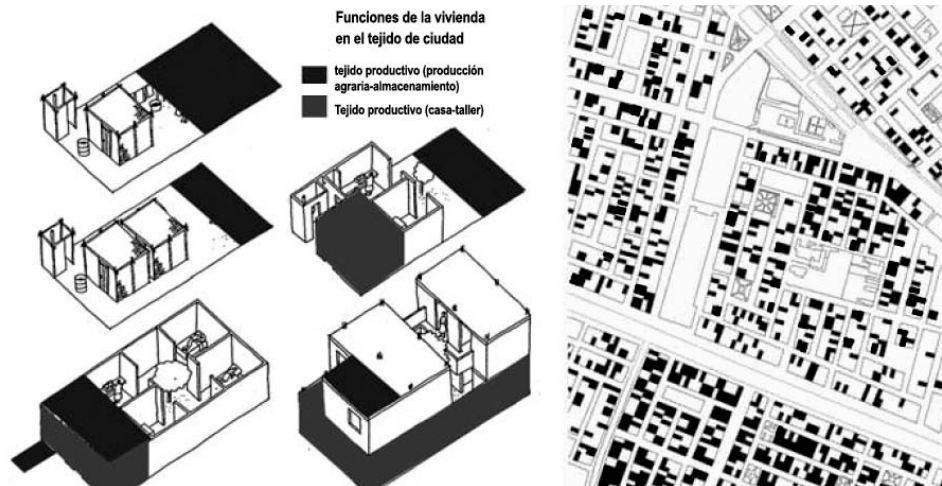 Funciones de la vivienda
en el tejido de ciudad
tejido productivo (producción
agraria-almacenamiento)
Tejido productivo (casa-taller)